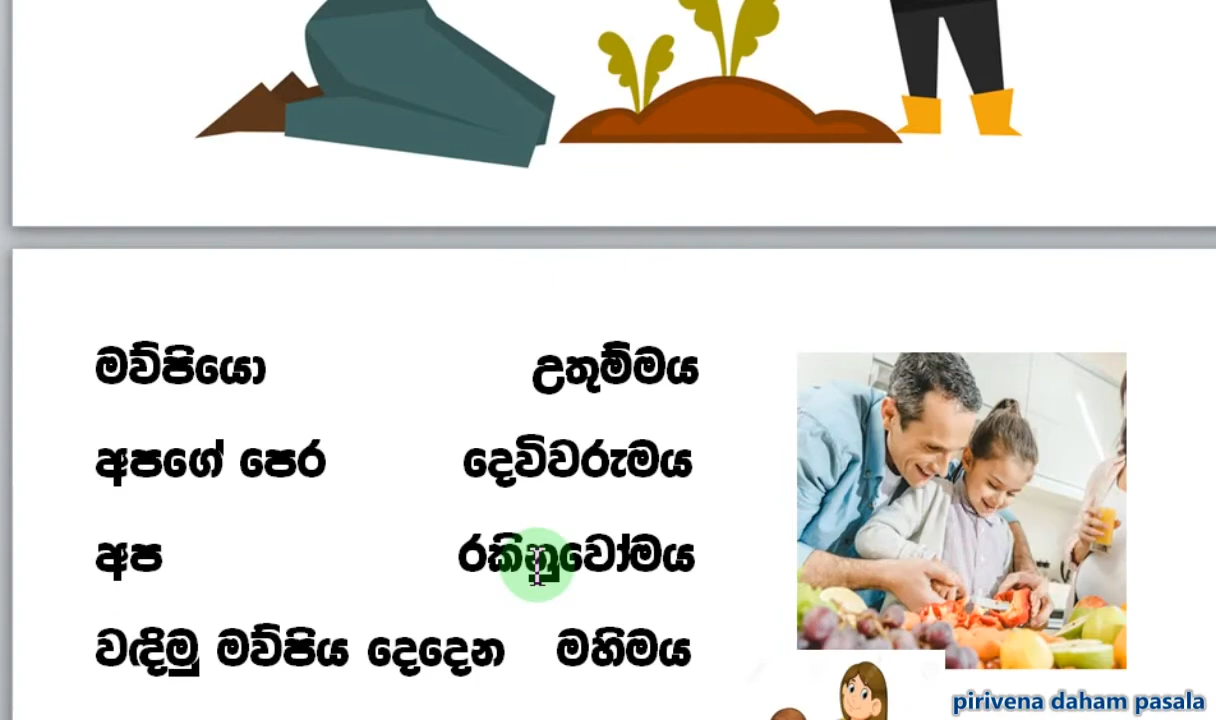 මව්පියෝ උතුම්මය
අපගේ පෙර දෙවිවරුමය
අප රකිනුවෝමය
වඳිමු මව්පිය දෙදෙන මහිමය
pirivena daham pasala